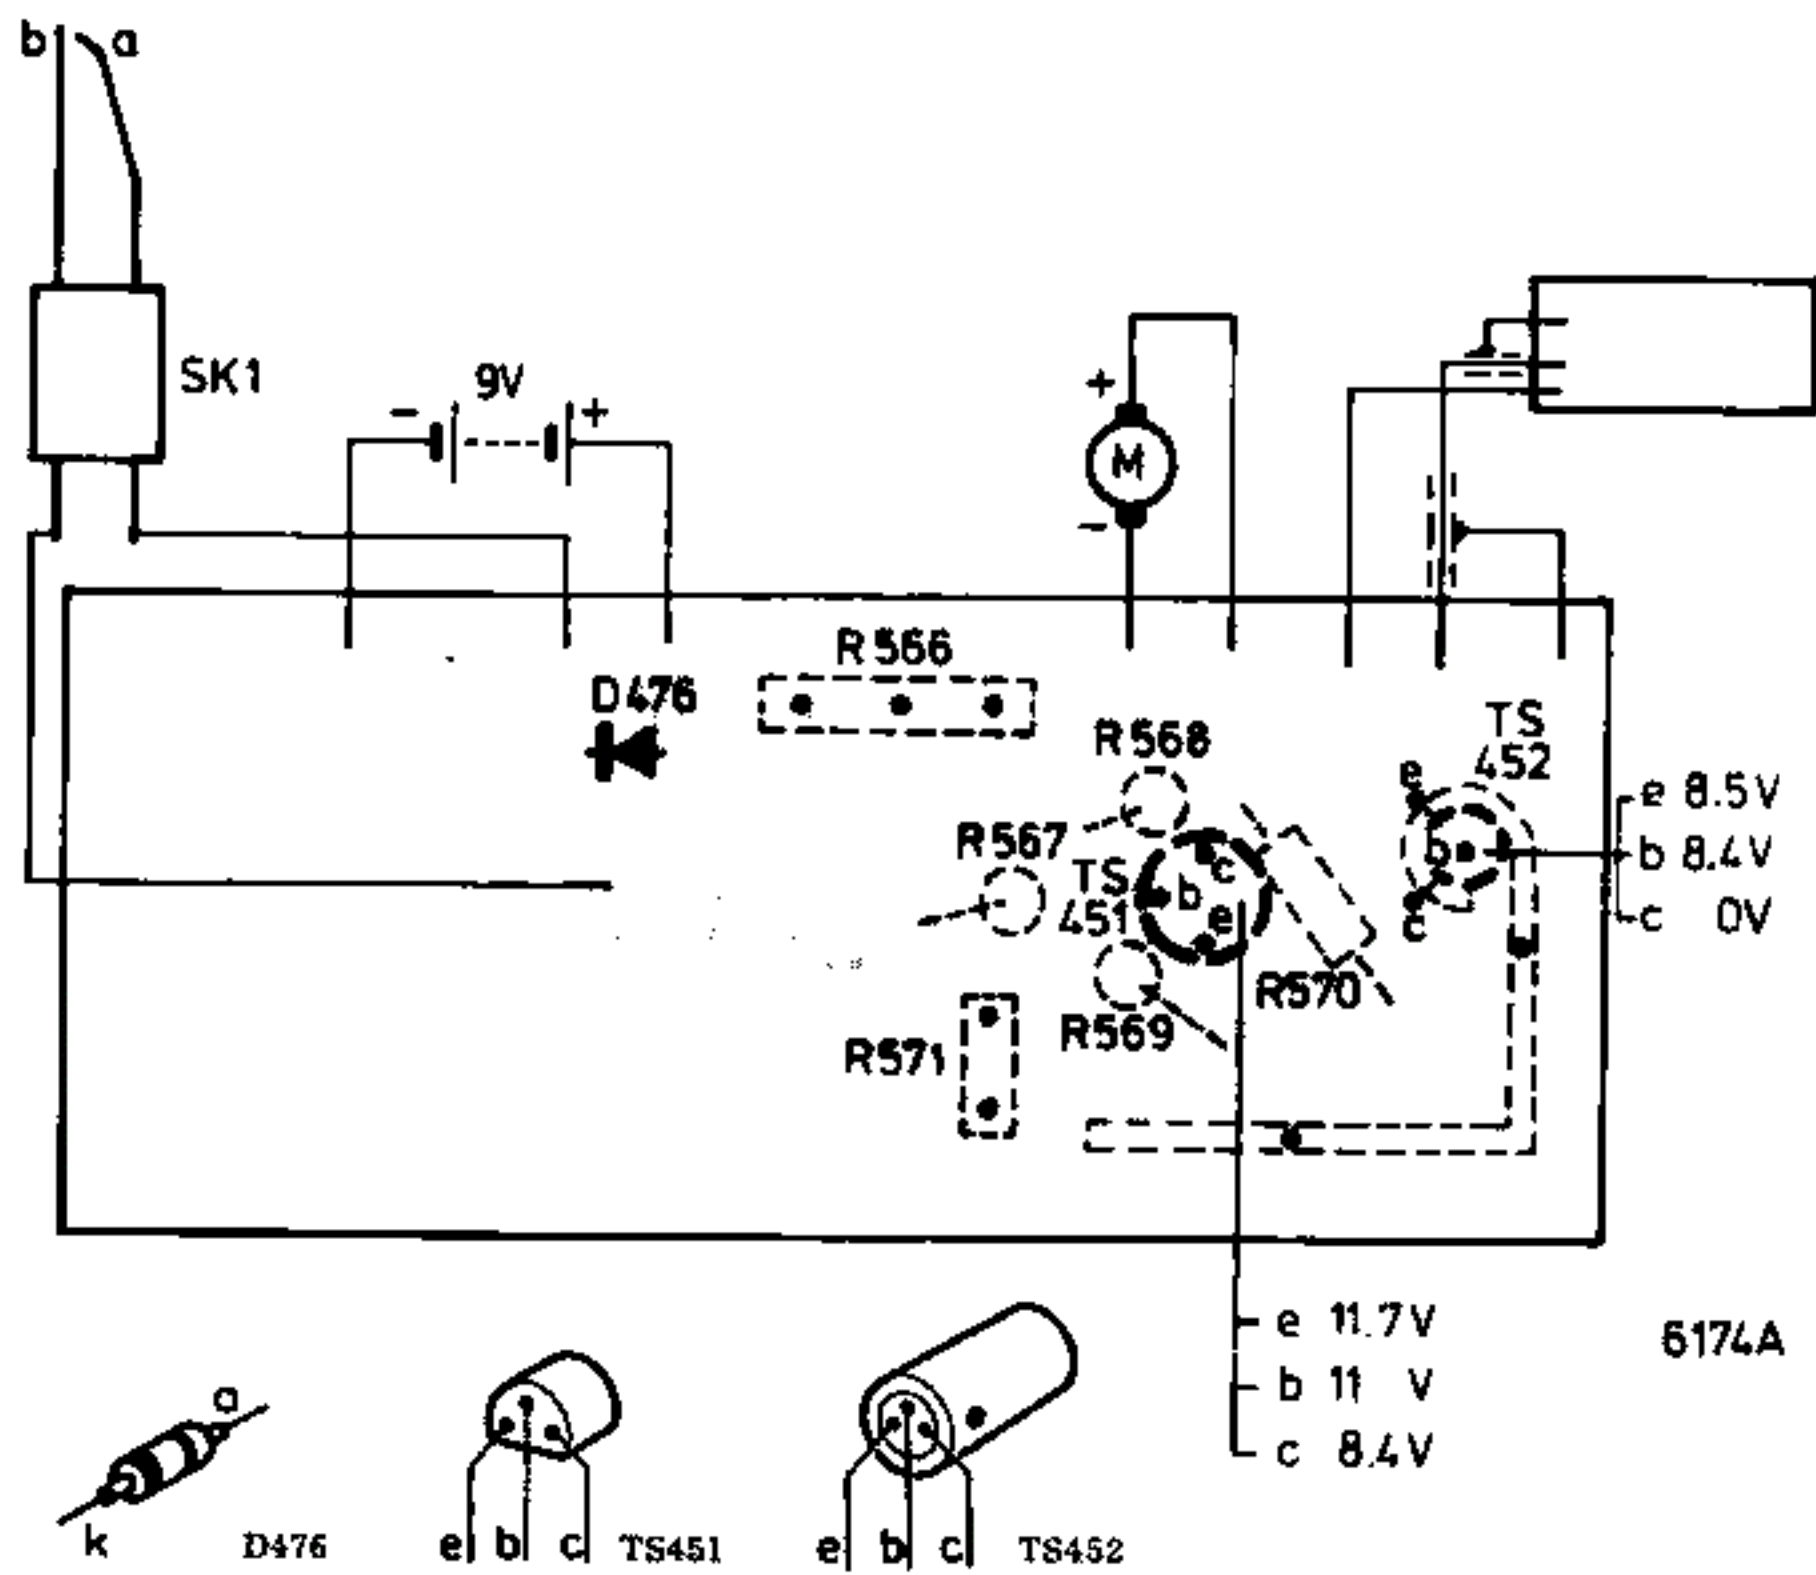 b a
SK1
9V
- +
+
M
-
R566
D476
R568
TS
452
e
b
c
e 8.5V
b 8.4V
c 0V
R567
TS
451
c
b
e
R570
R569
R571
e 11.7V
b 11 V
c 8.4V
6174A
a
k
D476
e b c
TS451
e b c
TS452